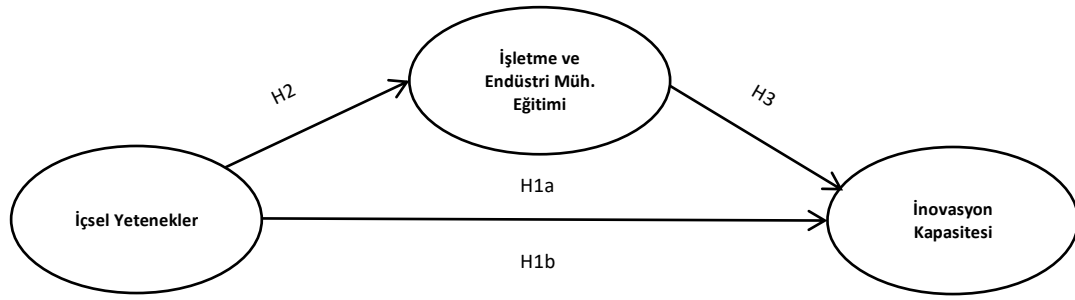 İşletme ve
Endüstri Müh.
Eğitimi
H2
H3
H1a
İçsel Yetenekler
İnovasyon
Kapasitesi
H1b